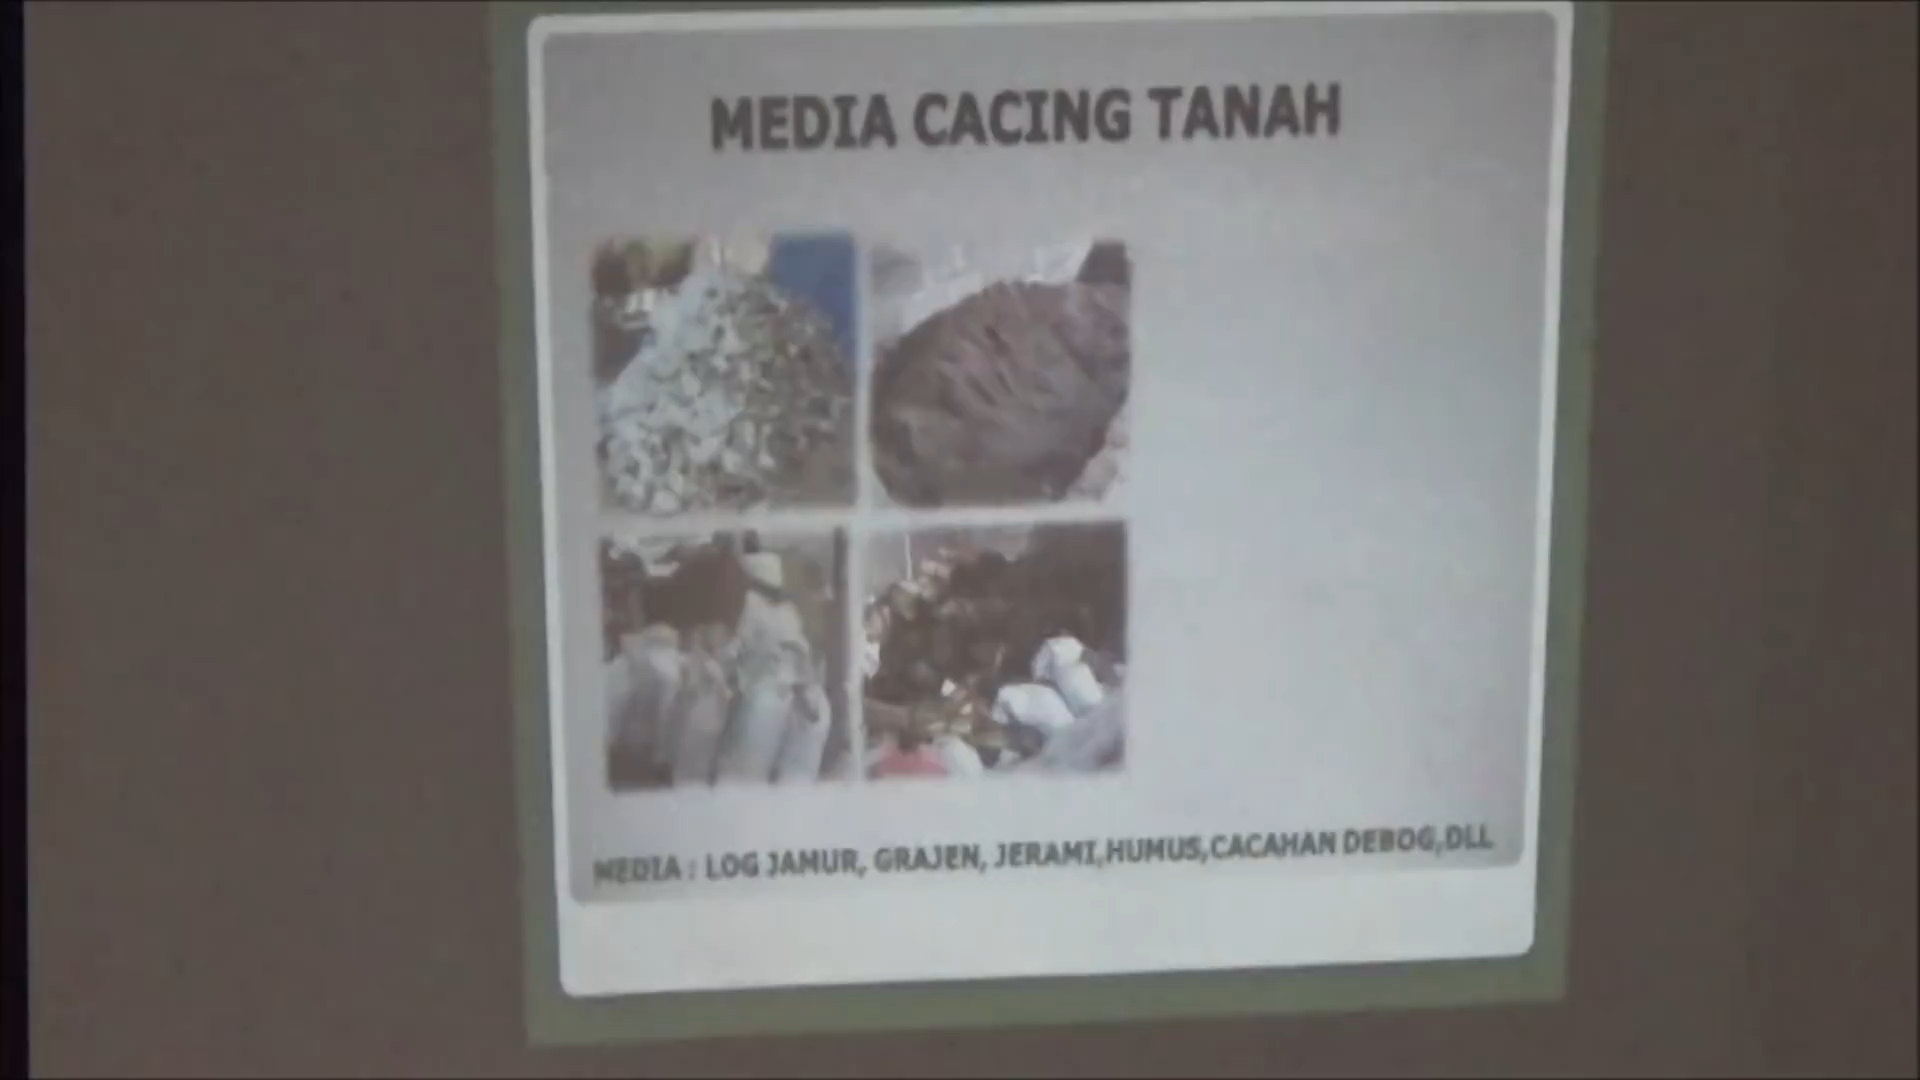 MEDIA CACING TANAH
MEDIA : LOG JAMUR, GRAJEN, JERAMI,HUMUS,CACAHAN DEBOG,DLL